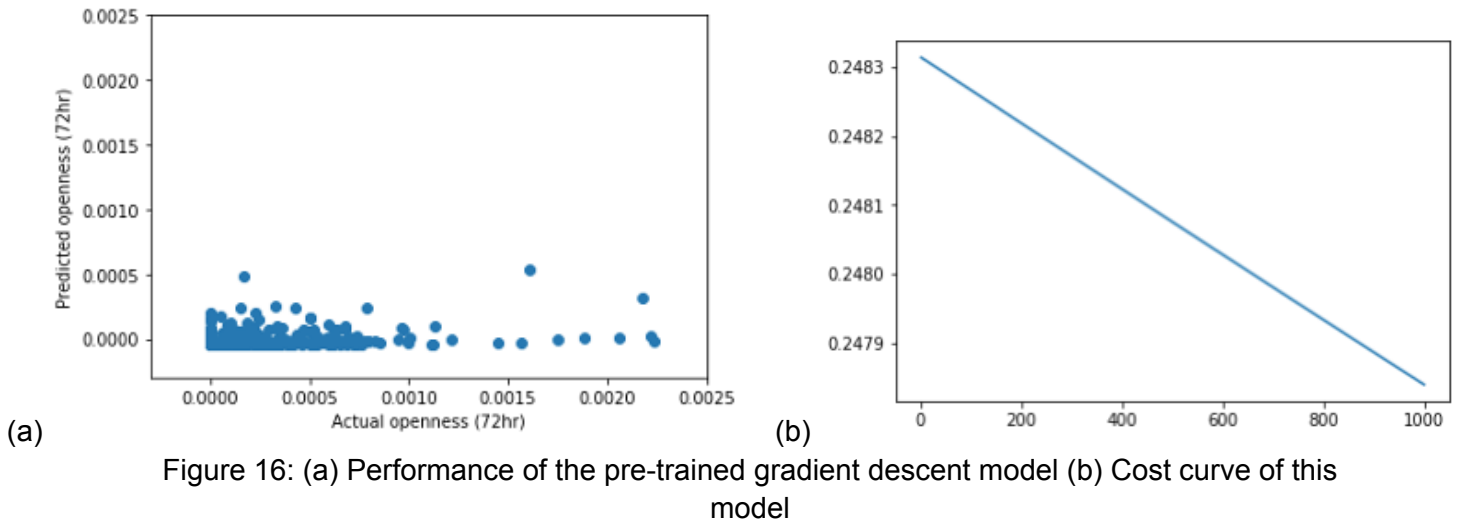 0.0025
0.0020
0.0015
0.0010
0.0005
0.0000
Predicted openness (72hr)
0.0000 0.0005 0.0010 0.0015 0.0020 0.0025
Actual openness (72hr)
(a)
0.2483
0.2482
0.2481
0.2480
0.2479
0 200 400 600 800 1000
(b)
Figure 16: (a) Performance of the pre-trained gradient descent model (b) Cost curve of this
model